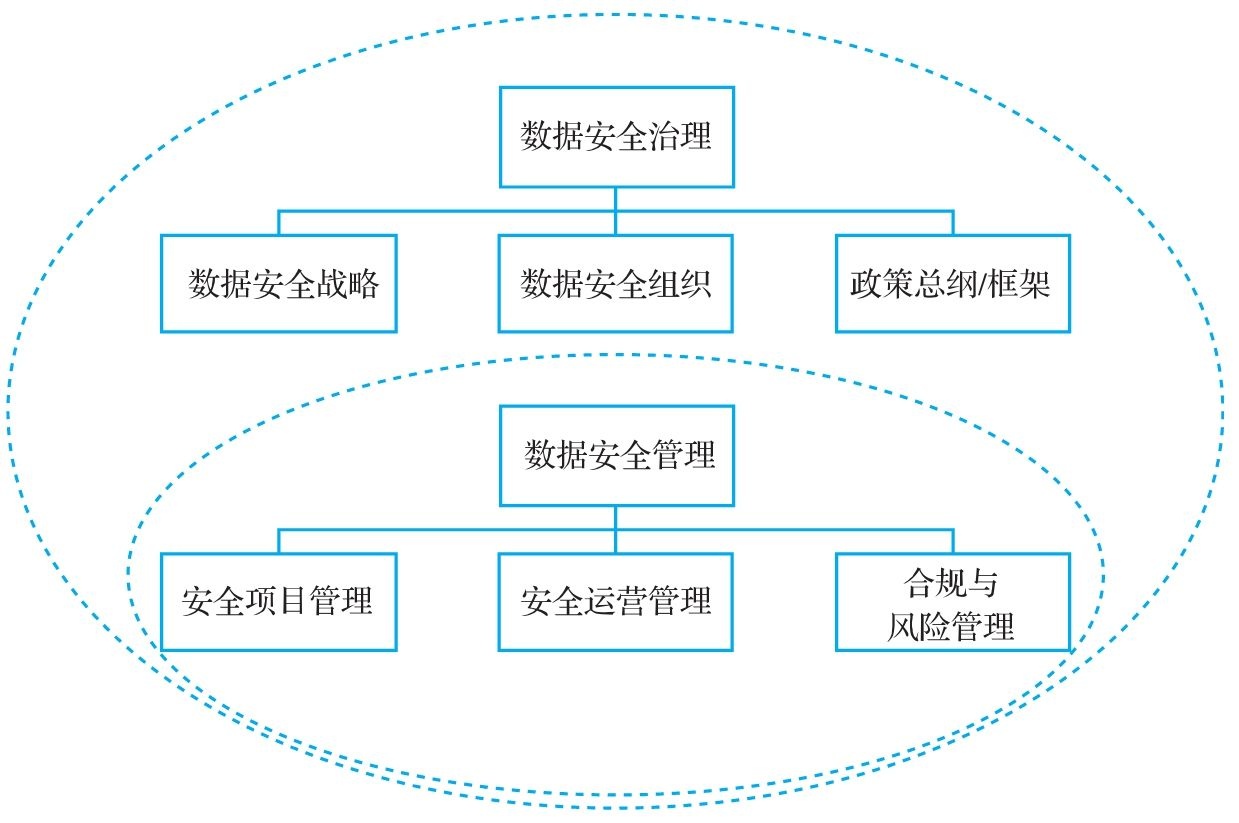 数据安全治理
数据安全战略
数据安全组织
政策总纲/框架
数据安全管理
安全项目管理
安全运营管理
合规与
风险管理